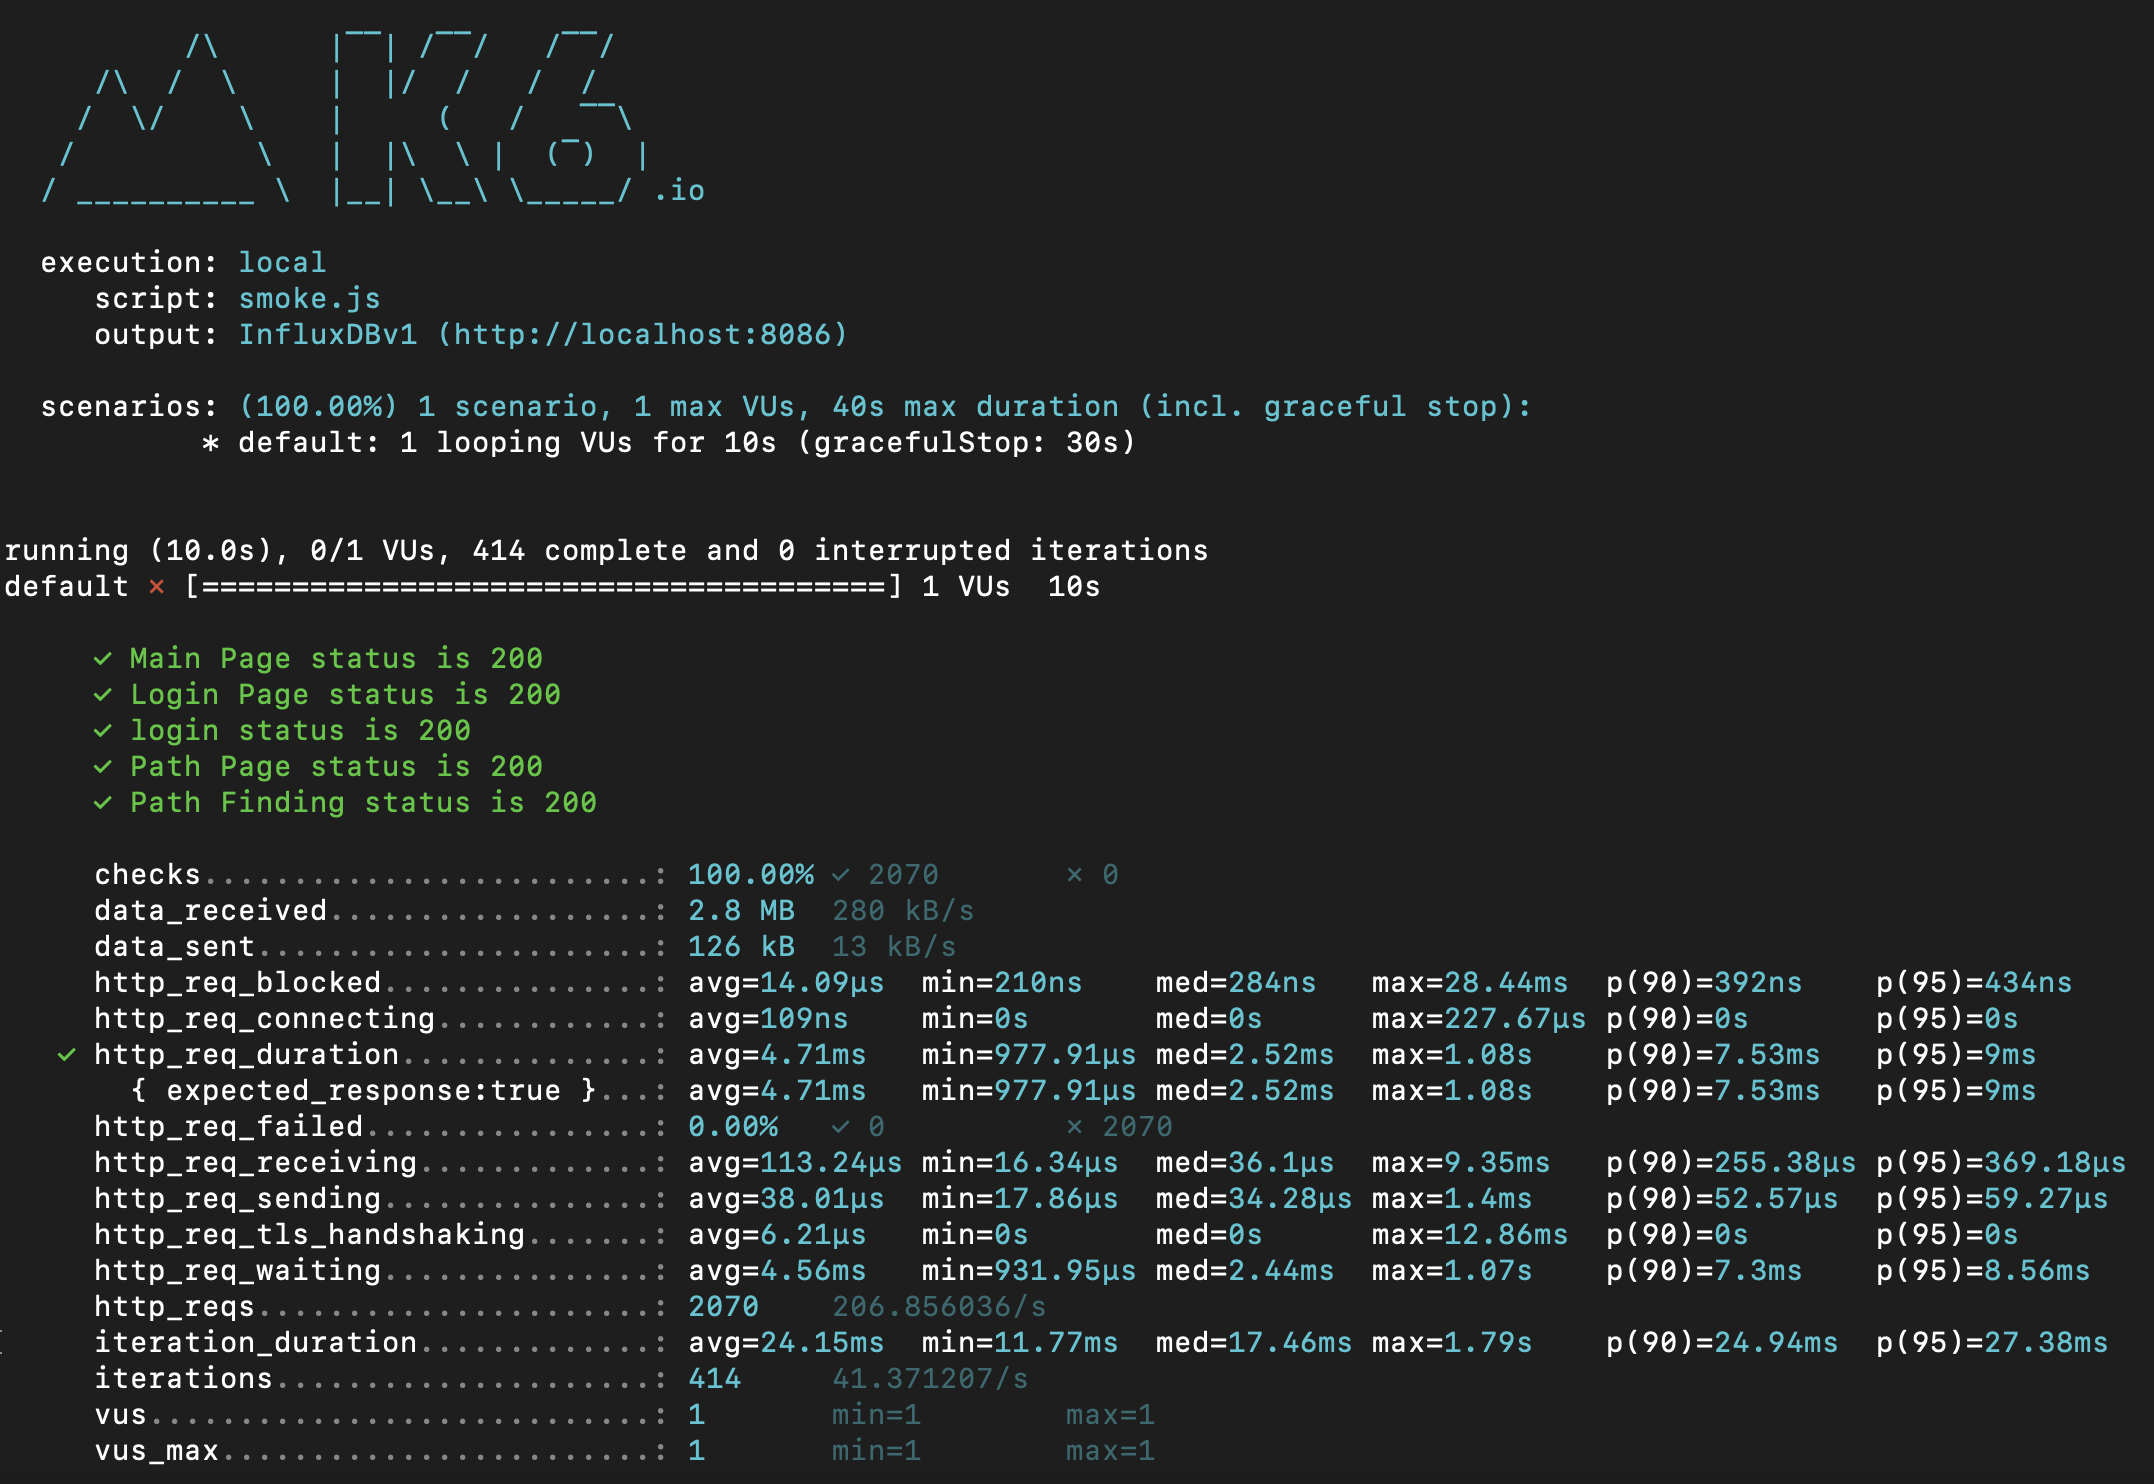 .io
execution: local
script: smoke.js
output: InfluxDBv1 (http://localhost:8086)
scenarios: (100.00%) 1 scenario, 1 max VUs, 40s max duration (incl. graceful stop):
* default: 1 looping VUs for 10s (gracefulStop: 30s)
running (10.0s), 0/1 VUs, 414 complete and 0 interrupted iterations
default ✗ [======================================] 1 VUs  10s
✓ Main Page status is 200
✓ Login Page status is 200
✓ login status is 200
✓ Path Page status is 200
✓ Path Finding status is 200
checks.........................: 100.00% ✓ 2070       ✗ 0
data_received..................: 2.8 MB  280 kB/s
data_sent......................: 126 kB  13 kB/s
http_req_blocked...............: avg=14.09µs  min=210ns    med=284ns   max=28.44ms  p(90)=392ns    p(95)=434ns
http_req_connecting............: avg=109ns    min=0s       med=0s      max=227.67µs p(90)=0s       p(95)=0s
✓ http_req_duration..............: avg=4.71ms   min=977.91µs med=2.52ms  max=1.08s    p(90)=7.53ms   p(95)=9ms
{ expected_response:true }...: avg=4.71ms   min=977.91µs med=2.52ms  max=1.08s    p(90)=7.53ms   p(95)=9ms
http_req_failed................: 0.00%   ✓ 0          ✗ 2070
http_req_receiving.............: avg=113.24µs min=16.34µs  med=36.1µs  max=9.35ms   p(90)=255.38µs p(95)=369.18µs
http_req_sending...............: avg=38.01µs  min=17.86µs  med=34.28µs max=1.4ms    p(90)=52.57µs  p(95)=59.27µs
http_req_tls_handshaking.......: avg=6.21µs   min=0s       med=0s      max=12.86ms  p(90)=0s       p(95)=0s
http_req_waiting...............: avg=4.56ms   min=931.95µs med=2.44ms  max=1.07s    p(90)=7.3ms    p(95)=8.56ms
http_reqs......................: 2070    206.856036/s
iteration_duration.............: avg=24.15ms  min=11.77ms  med=17.46ms max=1.79s    p(90)=24.94ms  p(95)=27.38ms
iterations.....................: 414     41.371207/s
vus............................: 1       min=1        max=1
vus_max........................: 1       min=1        max=1